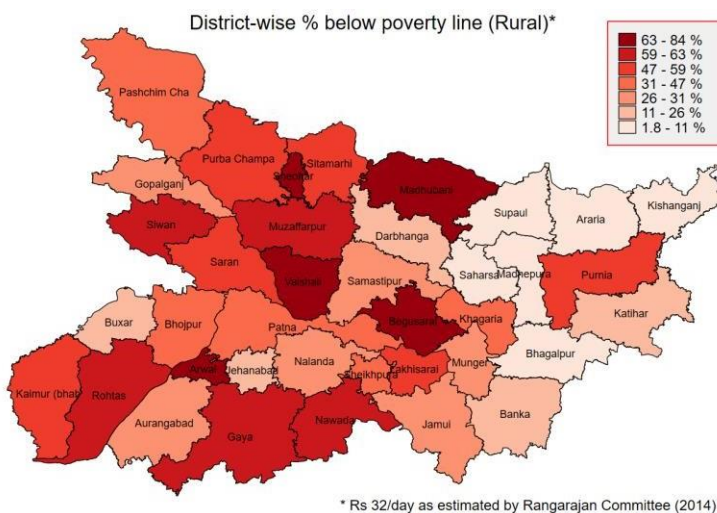 District-wise % below poverty line (Rural)*
63 - 84 %
59 - 63 %
47 - 59 %
31 - 47 %
26 - 31 %
11 - 26 %
1.8 - 11 %
Pashchim Cha
Purba Champa
Sitamarhi
Sheohar
Gopalganj
Madhubani
Kishanganj
Supaul
Araria
Siwan
Muzaffarpur
Darbhanga
Saran
Vaishali
Samastipur
Saharsa
Madhepura
Purnia
Buxar
Bhojpur
Patna
Begusarai
Khagaria
Katihar
Arwal
Jehanabad
Nalanda
Sheikhpura
Lakhisarai
Munger
Bhagalpur
Kaimur (bhab
Rohtas
Aurangabad
Gaya
Nawada
Jamui
Banka
* Rs 32/day as estimated by Rangarajan Committee (2014)